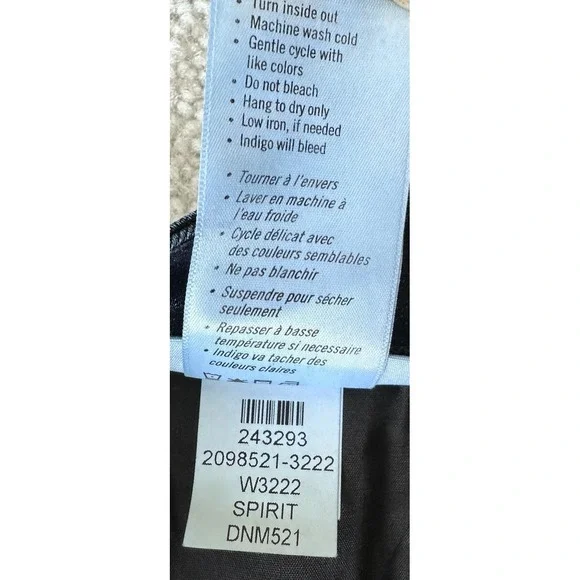 • Turn inside out
• Machine wash cold
• Gentle cycle with
like colors
• Do not bleach
• Hang to dry only
• Low iron, if needed
• Indigo will bleed
• Tourner à l'envers
• Laver en machine à
l'eau froide
• Cycle délicat avec
des couleurs semblables
• Ne pas blanchir
• Suspendre pour sécher
seulement
• Repasser à basse
température si necessaire
• Indigo va tacher des
couleurs claires
243293
2098521-3222
W3222
SPIRIT
DNM521